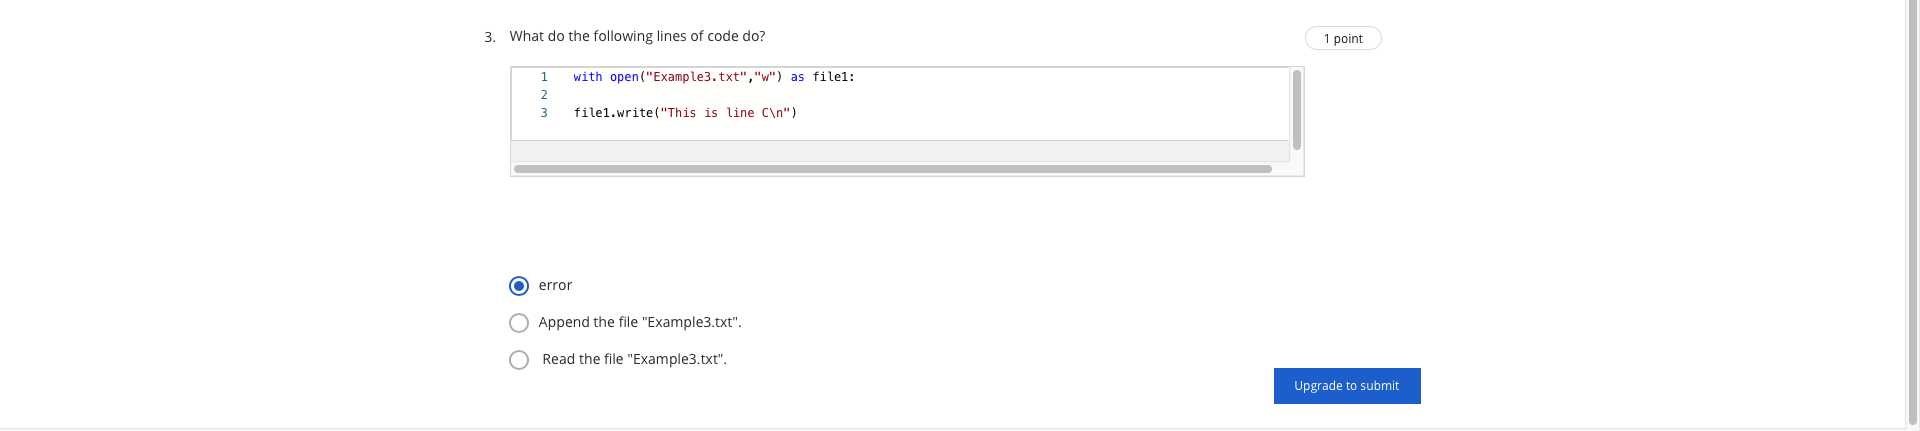 3. What do the following lines of code do?
1 point
1 with open("Example3.txt","w") as file1:
2
3 file1.write("This is line C\n")
error
Append the file "Example3.txt".
Read the file "Example3.txt".
Upgrade to submit